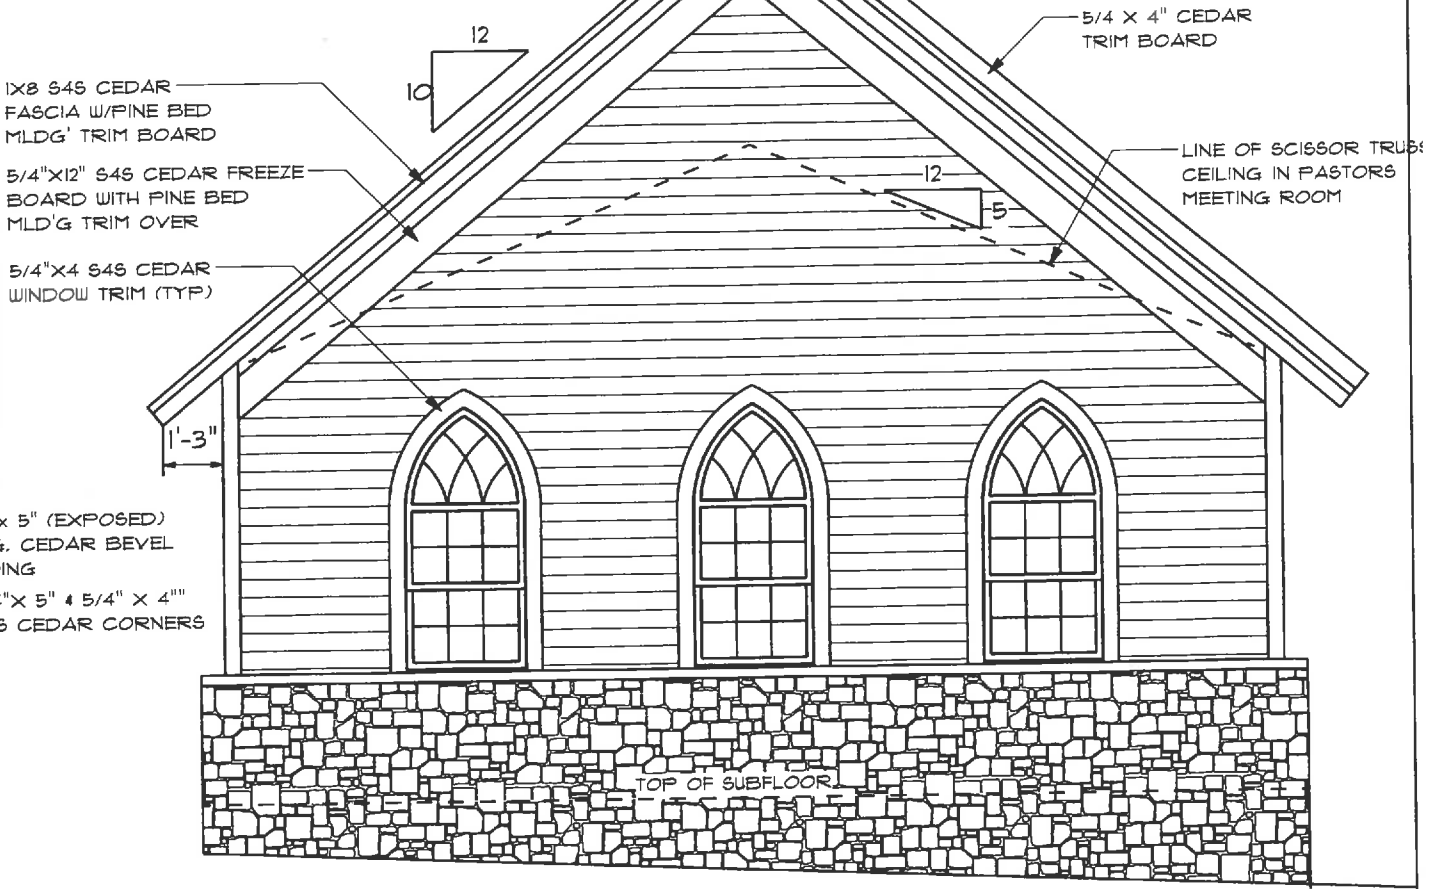 12
10
1X8 S4S CEDAR
FASCIA W/PINE BED
MLDG' TRIM BOARD
5/4"X12" S4S CEDAR FREEZE
BOARD WITH PINE BED
MLD'G TRIM OVER
5/4"X4 S4S CEDAR
WINDOW TRIM (TYP)
1'-3"
x 5" (EXPOSED)
CEDAR BEVEL
"X 5" & 5/4" X 4""
CEDAR CORNERS
5/4 X 4" CEDAR
TRIM BOARD
LINE OF SCISSOR TRUSS
CEILING IN PASTORS
MEETING ROOM
12
5
TOP OF SUBFLOOR